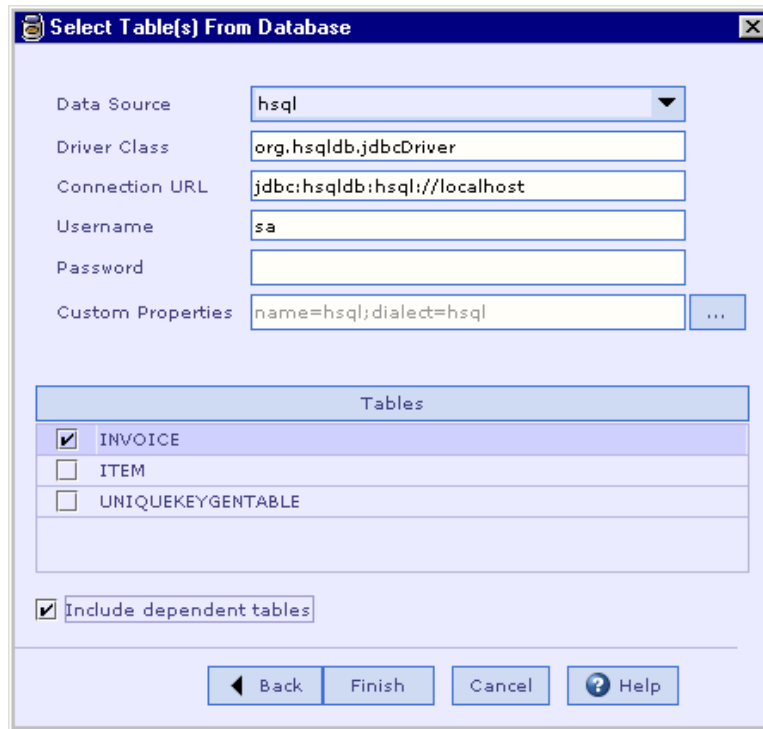 Select Table(s) From Database
Data Source hsql
Driver Class org.hsqldb.jdbcDriver
Connection URL jdbc:hsqldb:hsql://localhost
Username sa
Password
Custom Properties name=hsql;dialect=hsql ...
Tables
INVOICE
ITEM
UNIQUEKEYGENTABLE
Include dependent tables
Back Finish Cancel ? Help